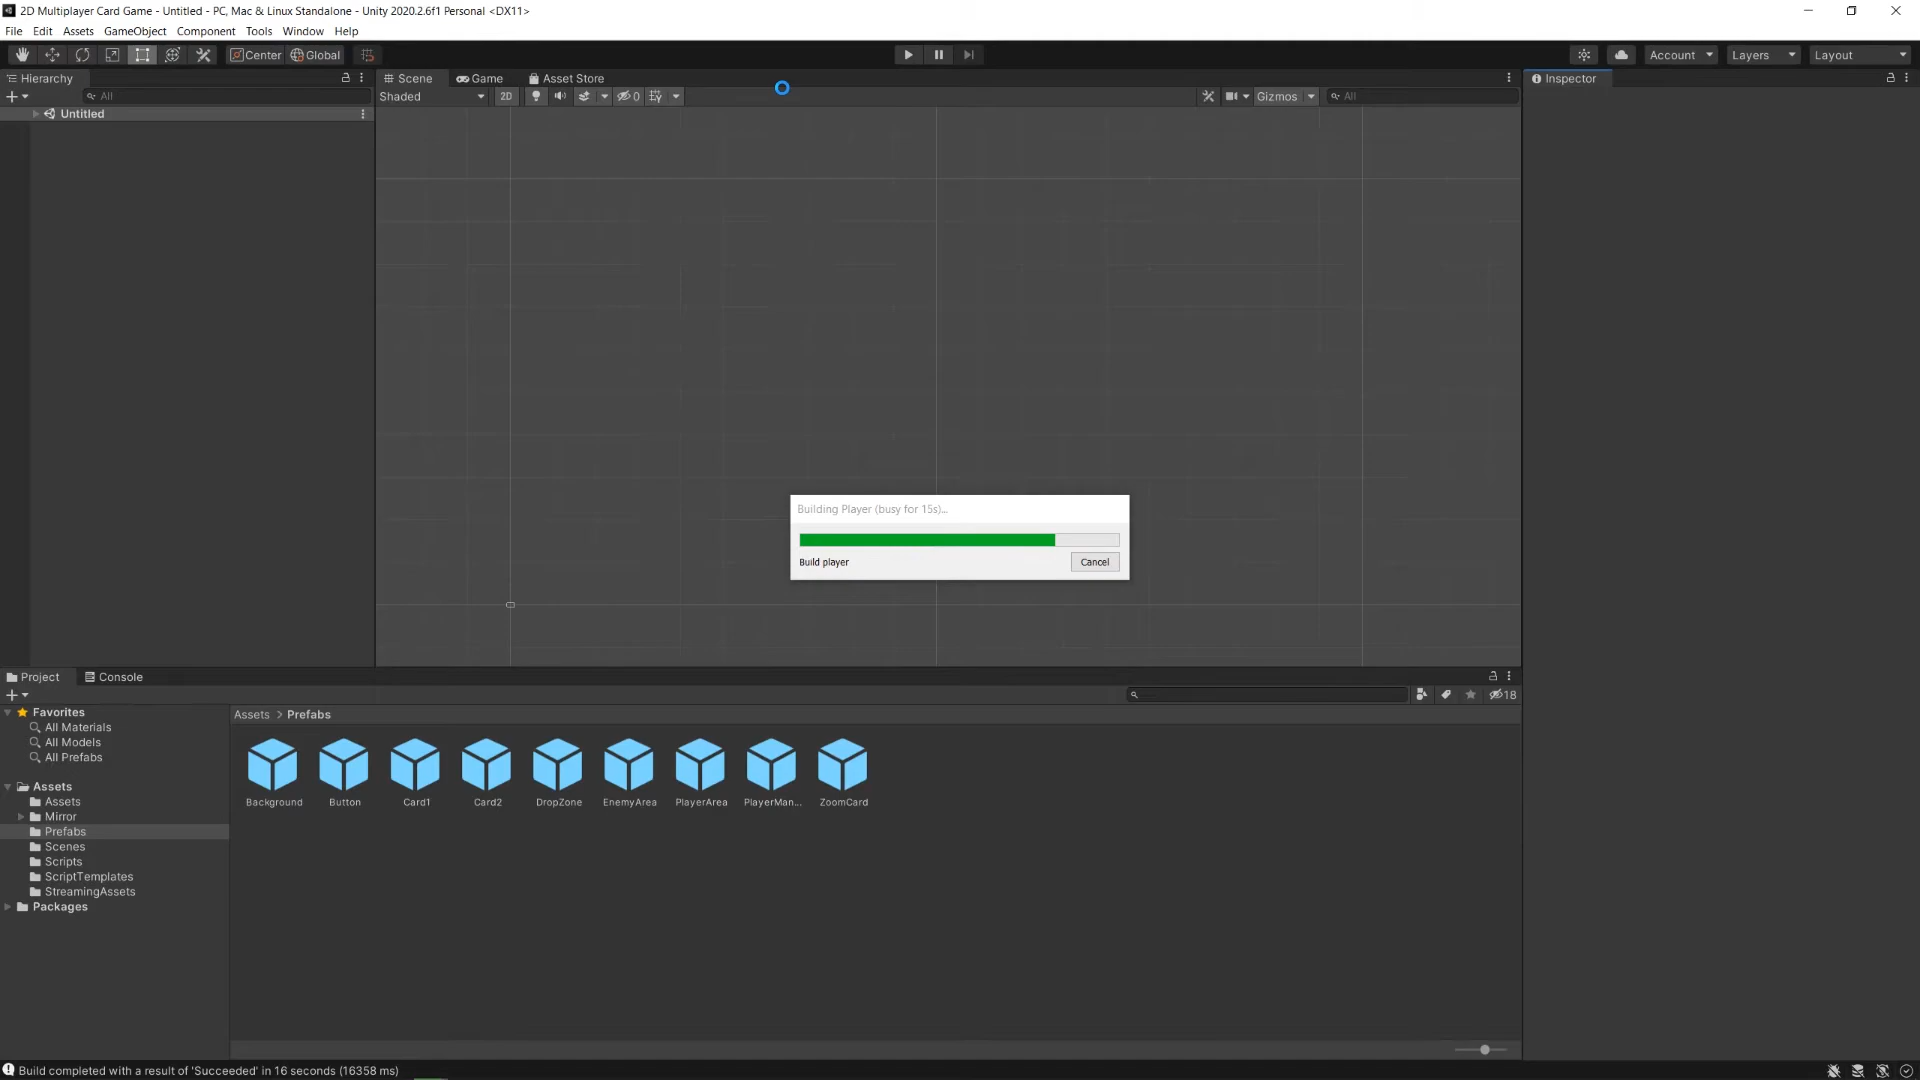 2D Multiplayer Card Game - Untitled - PC, Mac & Linux Standalone - Unity 2020.2.6f1 Personal <DX11>
File Edit Assets GameObject Component Tools Window Help
Center Global Account Layers Layout
Hierarchy Scene Game Asset Store Inspector
All Shaded 2D 0 Gizmos All
Untitled
Building Player (busy for 15s)...
Build player Cancel
Project Console
18
Favorites
All Materials
All Models
All Prefabs
Assets
Assets
Mirror
Prefabs
Scenes
Scripts
ScriptTemplates
StreamingAssets
Packages
Assets > Prefabs
Background Button Card1 Card2 DropZone EnemyArea PlayerArea PlayerMan... ZoomCard
Build completed with a result of 'Succeeded' in 16 seconds (16358 ms)